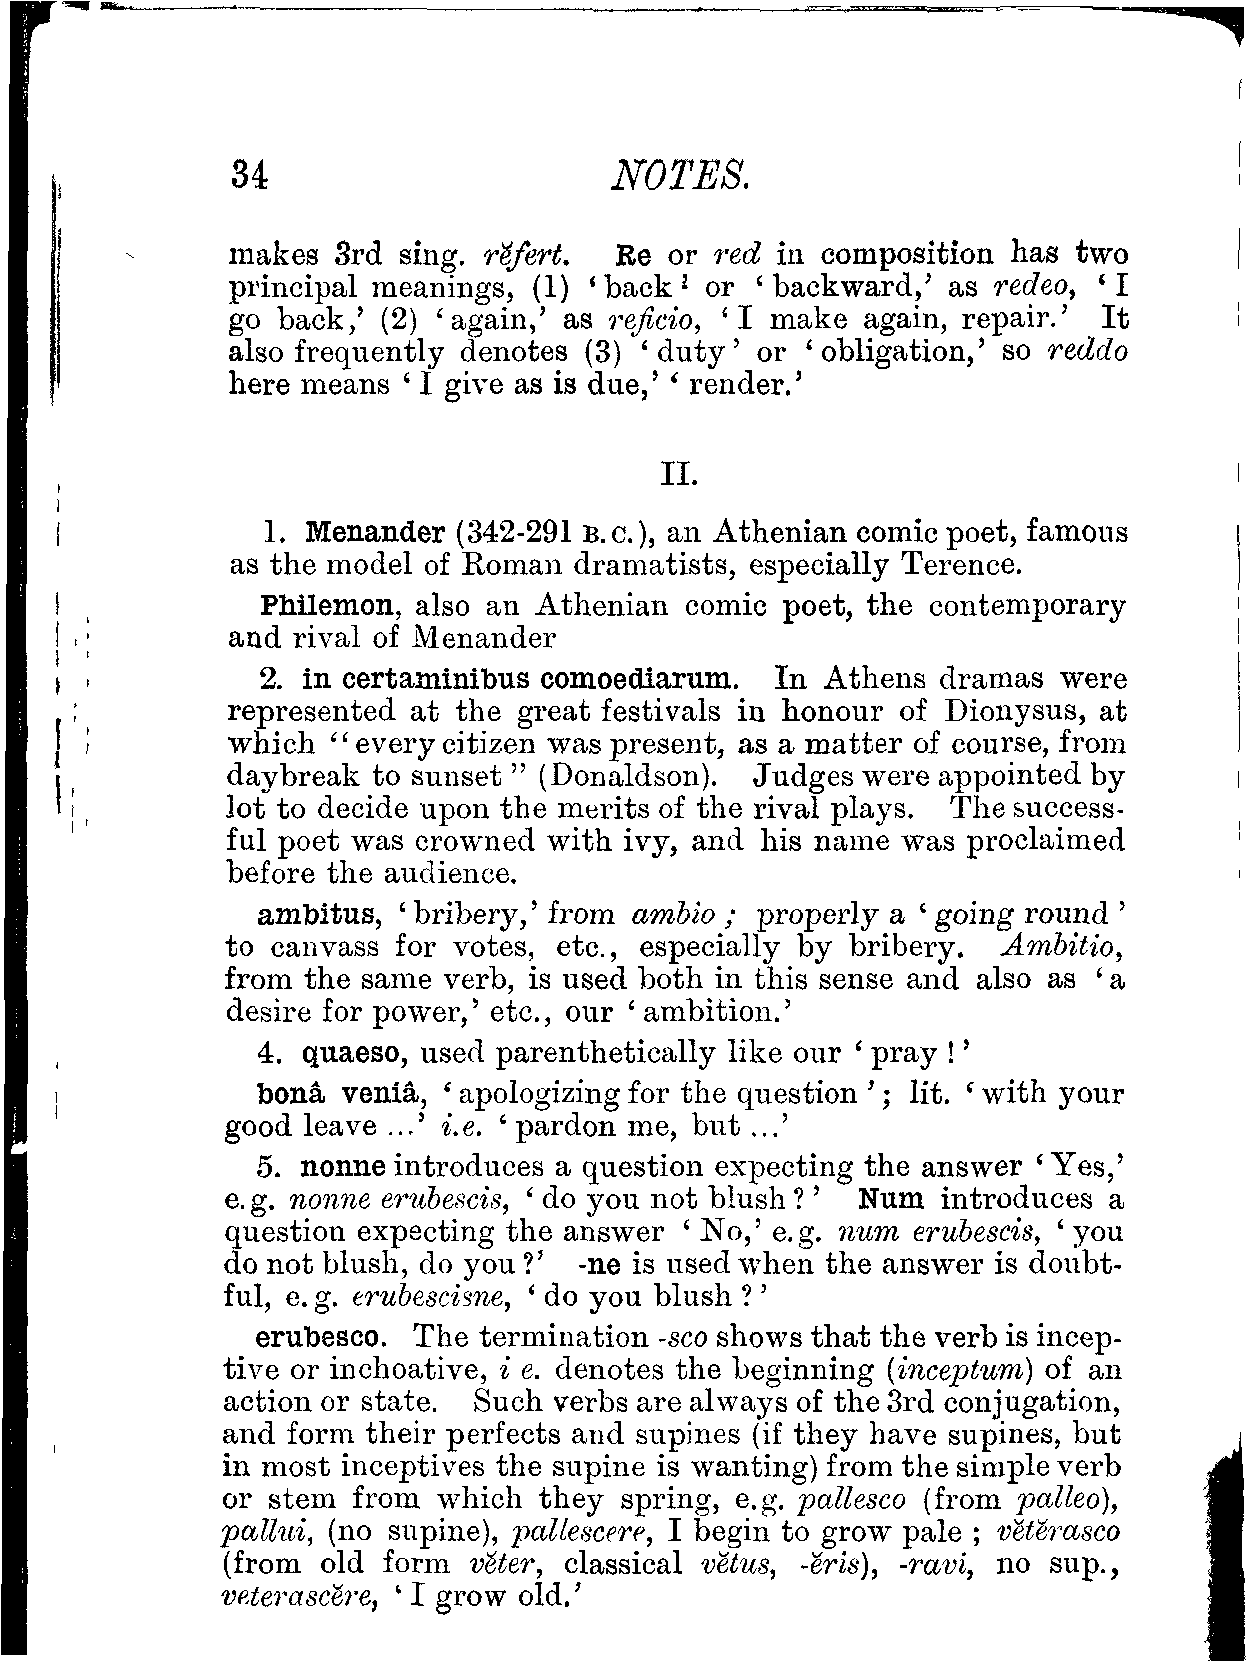 34 NOTES.
makes 3rd sing. rĕfert. Re or red in composition has two
principal meanings, (1) ‘back’ or ‘backward,’ as redeo, ‘I
go back,’ (2) ‘again,’ as reficio, ‘I make again, repair.’ It
also frequently denotes (3) ‘duty’ or ‘obligation,’ so reddo
here means ‘I give as is due,’ ‘render.’
II.
1. Menander (342-291 B.C.), an Athenian comic poet, famous
as the model of Roman dramatists, especially Terence.
Philemon, also an Athenian comic poet, the contemporary
and rival of Menander
2. in certaminibus comoediarum. In Athens dramas were
represented at the great festivals in honour of Dionysus, at
which “every citizen was present, as a matter of course, from
daybreak to sunset” (Donaldson). Judges were appointed by
lot to decide upon the merits of the rival plays. The success-
ful poet was crowned with ivy, and his name was proclaimed
before the audience.
ambitus, ‘bribery,’ from ambio; properly a ‘going round’
to canvass for votes, etc., especially by bribery. Ambitio,
from the same verb, is used both in this sense and also as ‘a
desire for power,’ etc., our ‘ambition.’
4. quaeso, used parenthetically like our ‘pray!’
bonâ veniâ, ‘apologizing for the question’; lit. ‘with your
good leave ...’ i.e. ‘pardon me, but ...’
5. nonne introduces a question expecting the answer ‘Yes,’
e.g. nonne erubescis, ‘do you not blush?’ Num introduces a
question expecting the answer ‘No,’ e.g. num erubescis, ‘you
do not blush, do you?’ -ne is used when the answer is doubt-
ful, e.g. erubescisne, ‘do you blush?’
erubesco. The termination -sco shows that the verb is incep-
tive or inchoative, i e. denotes the beginning (inceptum) of an
action or state. Such verbs are always of the 3rd conjugation,
and form their perfects and supines (if they have supines, but
in most inceptives the supine is wanting) from the simple verb
or stem from which they spring, e.g. pallesco (from palleo),
pallui, (no supine), pallescere, I begin to grow pale; vĕtĕrasco
(from old form vĕter, classical vĕtus, -ĕris), -ravi, no sup.,
veterascĕre, ‘I grow old.’